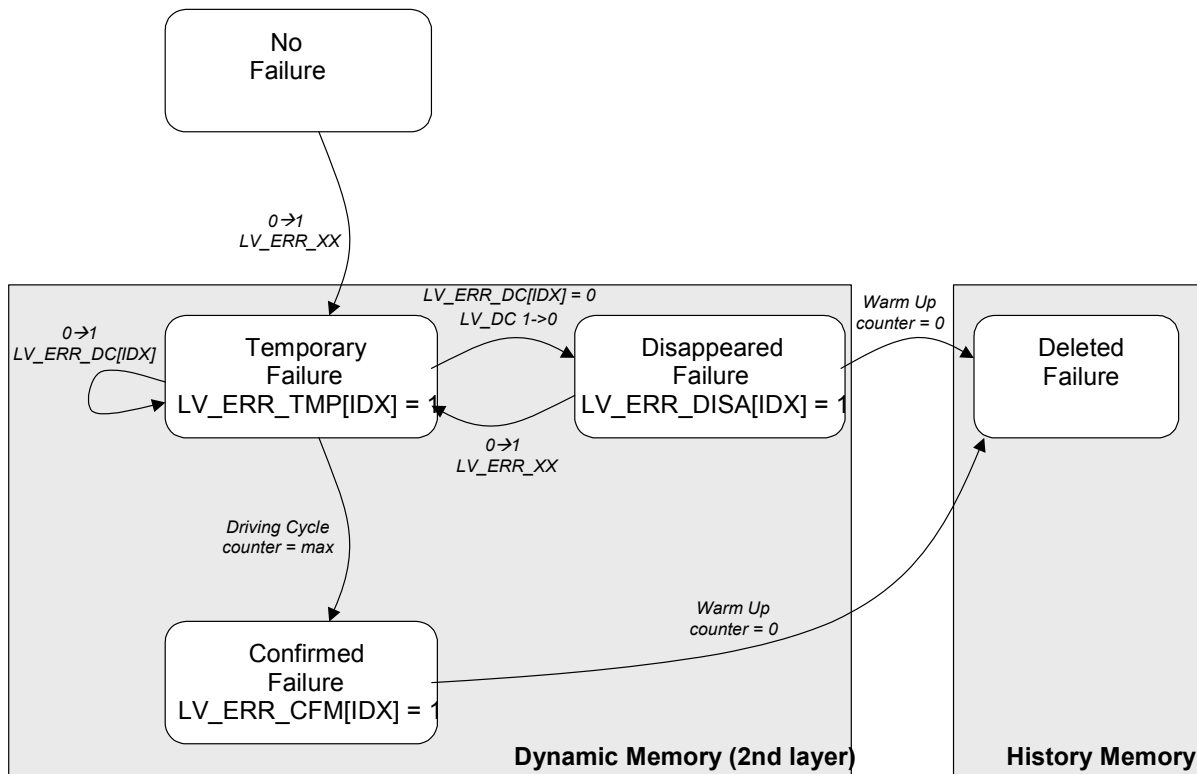 No
Failure
0→1
LV_ERR_XX
LV_ERR_DC[IDX] = 0
LV_DC 1->0
Warm Up
counter = 0
0→1
LV_ERR_DC[IDX]
Temporary
Failure
LV_ERR_TMP[IDX] = 1
Disappeared
Failure
LV_ERR_DISA[IDX] = 1
Deleted
Failure
0→1
LV_ERR_XX
Driving Cycle
counter = max
Warm Up
counter = 0
Confirmed
Failure
LV_ERR_CFM[IDX] = 1
Dynamic Memory (2nd layer)
History Memory